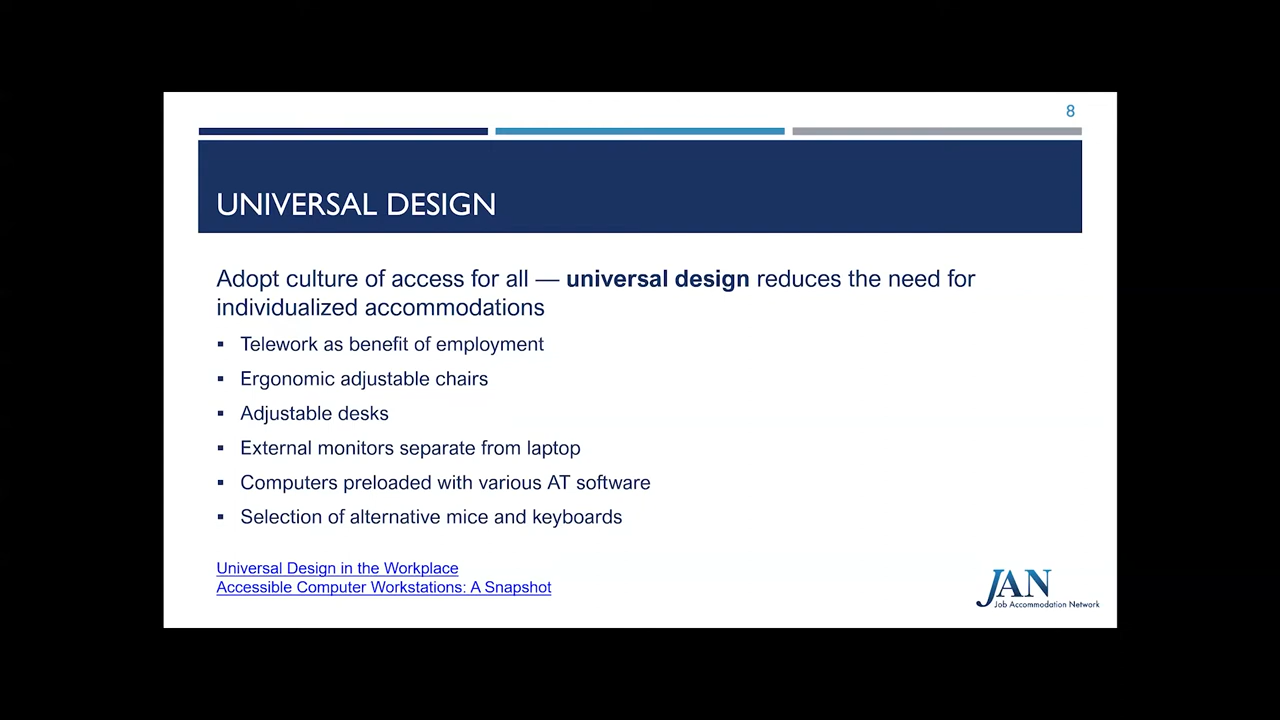 8
UNIVERSAL DESIGN
Adopt culture of access for all — universal design reduces the need for
individualized accommodations
▪ Telework as benefit of employment
▪ Ergonomic adjustable chairs
▪ Adjustable desks
▪ External monitors separate from laptop
▪ Computers preloaded with various AT software
▪ Selection of alternative mice and keyboards
Universal Design in the Workplace
Accessible Computer Workstations: A Snapshot
JAN
Job Accommodation Network